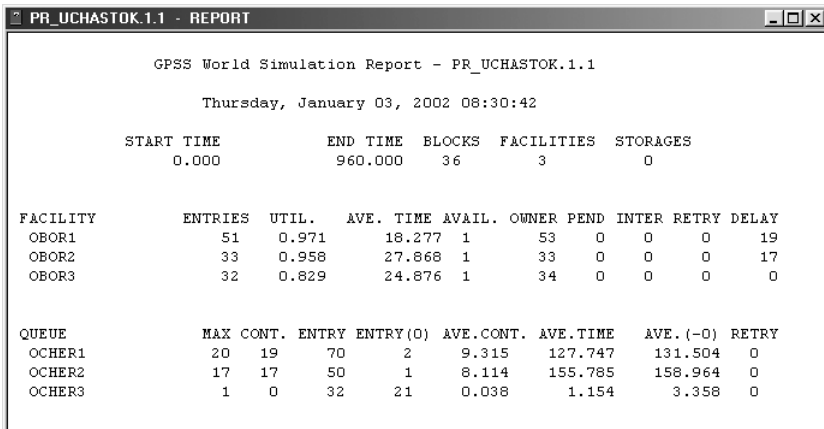 PR_UCHASTOK.1.1 - REPORT
GPSS World Simulation Report - PR_UCHASTOK.1.1
Thursday, January 03, 2002 08:30:42
START TIME END TIME BLOCKS FACILITIES STORAGES
0.000 960.000 36 3 0
FACILITY ENTRIES UTIL. AVE. TIME AVAIL. OWNER PEND INTER RETRY DELAY
OBOR1 51 0.971 18.277 1 53 0 0 0 19
OBOR2 33 0.958 27.868 1 33 0 0 0 17
OBOR3 32 0.829 24.876 1 34 0 0 0 0
QUEUE MAX CONT. ENTRY ENTRY(0) AVE.CONT. AVE.TIME AVE.(-0) RETRY
OCHER1 20 19 70 2 9.315 127.747 131.504 0
OCHER2 17 17 50 1 8.114 155.785 158.964 0
OCHER3 1 0 32 21 0.038 1.154 3.358 0